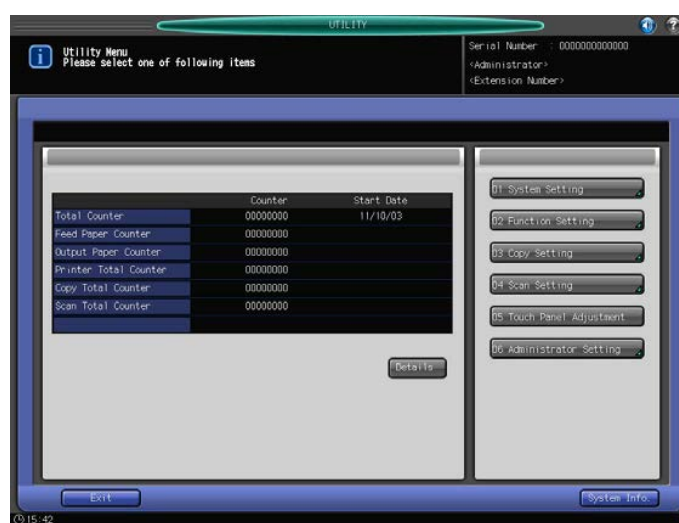 UTILITY
Utility Menu
Please select one of following items
Serial Number : 0000000000000
<Administrator>
<Extension Number>
Counter Start Date
Total Counter 00000000 11/10/03
Feed Paper Counter 00000000
Output Paper Counter 00000000
Printer Total Counter 00000000
Copy Total Counter 00000000
Scan Total Counter 00000000
Details
01 System Setting
02 Function Setting
03 Copy Setting
04 Scan Setting
05 Touch Panel Adjustment
06 Administrator Setting
Exit
System Info.
15:42